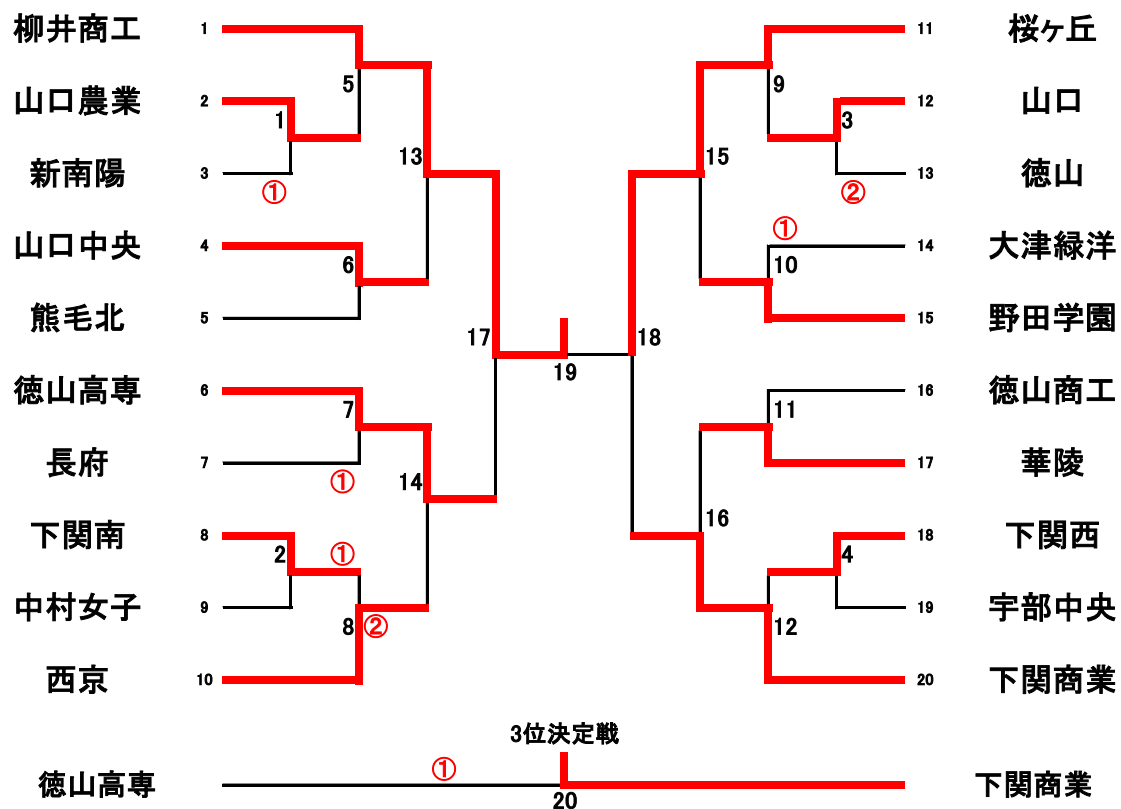 柳井商工 1 11 桜ヶ丘
5 9
山口農業 2 12 山口
1 3
13 15
新南陽 3 13 徳山
① ②
①
山口中央 4 14 大津緑洋
6 10
熊毛北 5 15 野田学園
17 18
19
徳山高専 6 16 徳山商工
7 11
長府 7 17 華陵
① 14
16
下関南 8 18 下関西
2 ① 4
中村女子 9 19 宇部中央
8 ② 12
西京 10 20 下関商業
3位決定戦
徳山高専 ① 下関商業
20